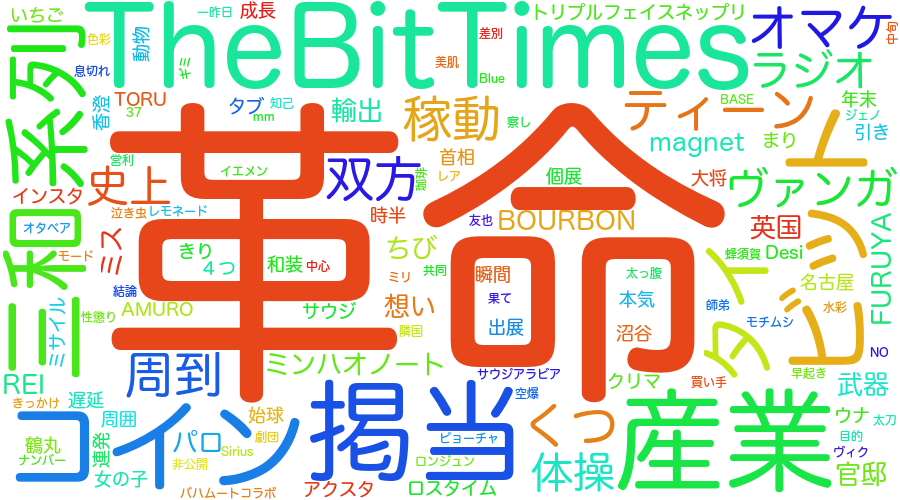 いちご
一昨日
成長
トリプルフェイスネップリ
オマケ
中旬
色彩
動物
TheBitTimes
差別
系列
息切れ
ギミ
美肌
Blue
ラジオ
香澄
TORU
37
タブ
知己
mm
輸出
稼動
察し
ティーン
BASE
年末
ジェノ
magnet
まり
引き
革命
営利
イエメン
双方
首相
レア
個展
大将
ヴァンガ
史上
インスタ
泣き虫
レモネード
時半
友也
BOURBON
英国
オタペア
三和
モード
ミス
きり
4つ
和装
中心
ちび
ミリ
共同
瞬間
太っ腹
タイ
蜂須賀
Desi
ビット
FURUYA
名古屋
結論
AMURO
サウジ
想い
果て
本気
師弟
水彩
ミサイル
性懲り
隣国
出展
沼谷
モチムシ
NO
周到
ミンハオノート
サウジアラビア
クリマ
買い手
早起き
REI
きっかけ
遅延
空爆
武器
コイン
周囲
始球
掲当
くっ
産業
ウナ
太刀
鶴丸
ナンバー
連発
パロ
劇団
Sirius
ピョーチャ
目的
ヴィク
女の子
非公開
ロンジュン
体操
官邸
バハムートコラボ
アクスタ
ロスタイム